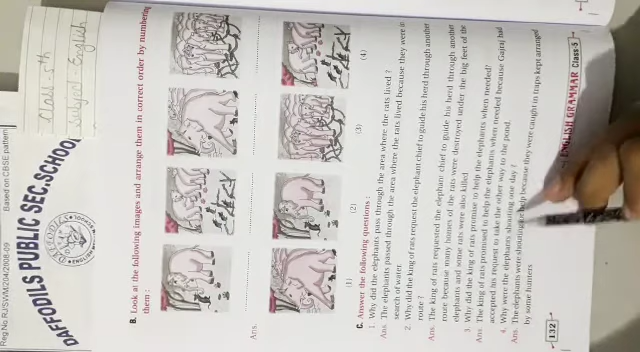 Reg No.RUSWM/204/2008-09 Based on CBSE pattern
DAFFODILS PUBLIC SEC.SCHOOL
Class - 5th
Subject - English
B. Look at the following images and arrange them in correct order by numbering
them :
Ans.
(1) (2) (3) (4)
C. Answer the following questions :
1. Why did the elephants pass through the area where the rats lived ?
Ans. The elephants passed through the area where the rats lived because they were in
search of water.
2. Why did the king of rats request the elephant chief to guide his herd through another
route ?
Ans. The king of rats requested the elephant chief to guide his herd through another
route because many homes of the rats were destroyed under the big feet of the
elephants and some rats were also killed
3. Why did the king of rats promise to help the elephants when needed?
Ans. The king of rats promised to help the elephants when needed because Gajraj had
accepted his request to take the other way to the pond.
4. Why were the elephants shouting one day ?
Ans. The elephants were shouting help because they were caught in traps kept arranged
by some hunters
132
ENGLISH GRAMMAR Class-5